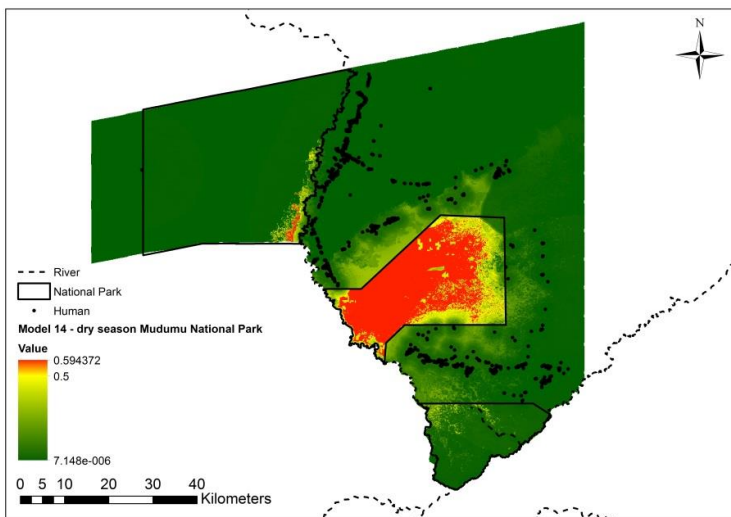 N
River
National Park
Human
Model 14 - dry season Mudumu National Park
Value
0.594372
0.5
7.148e-006
0 5 10 20 30 40
Kilometers